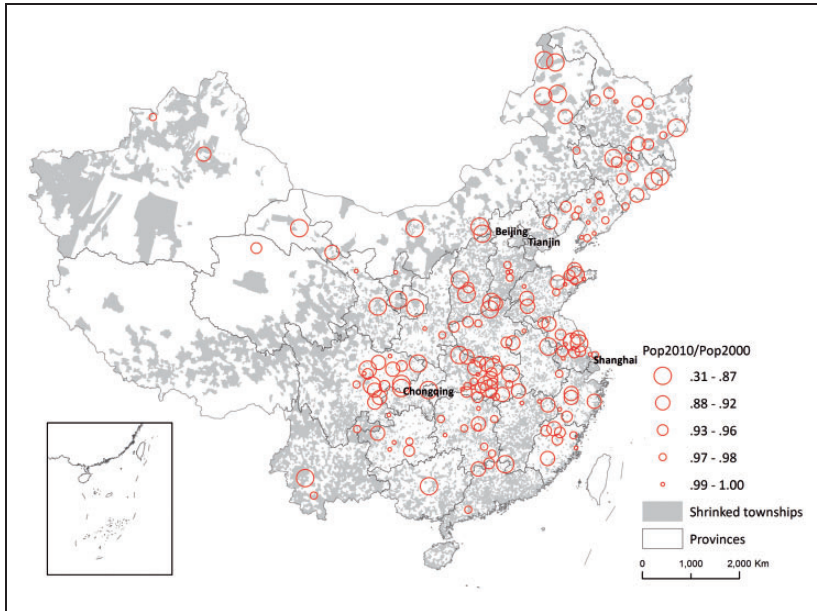 Beijing
Tianjin
Shanghai
Chongqing
Pop2010/Pop2000
.31 - .87
.88 - .92
.93 - .96
.97 - .98
.99 - 1.00
Shrinked townships
Provinces
0 1,000 2,000 Km